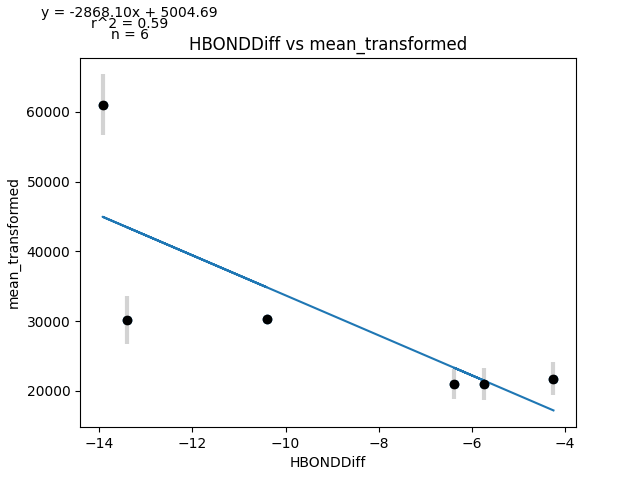 y = -2868.10x + 5004.69
r^2 = 0.59
n = 6
HBONDDiff vs mean_transformed
60000
50000
40000
30000
20000
mean_transformed
−14
−12
−10
−8
−6
−4
HBONDDiff